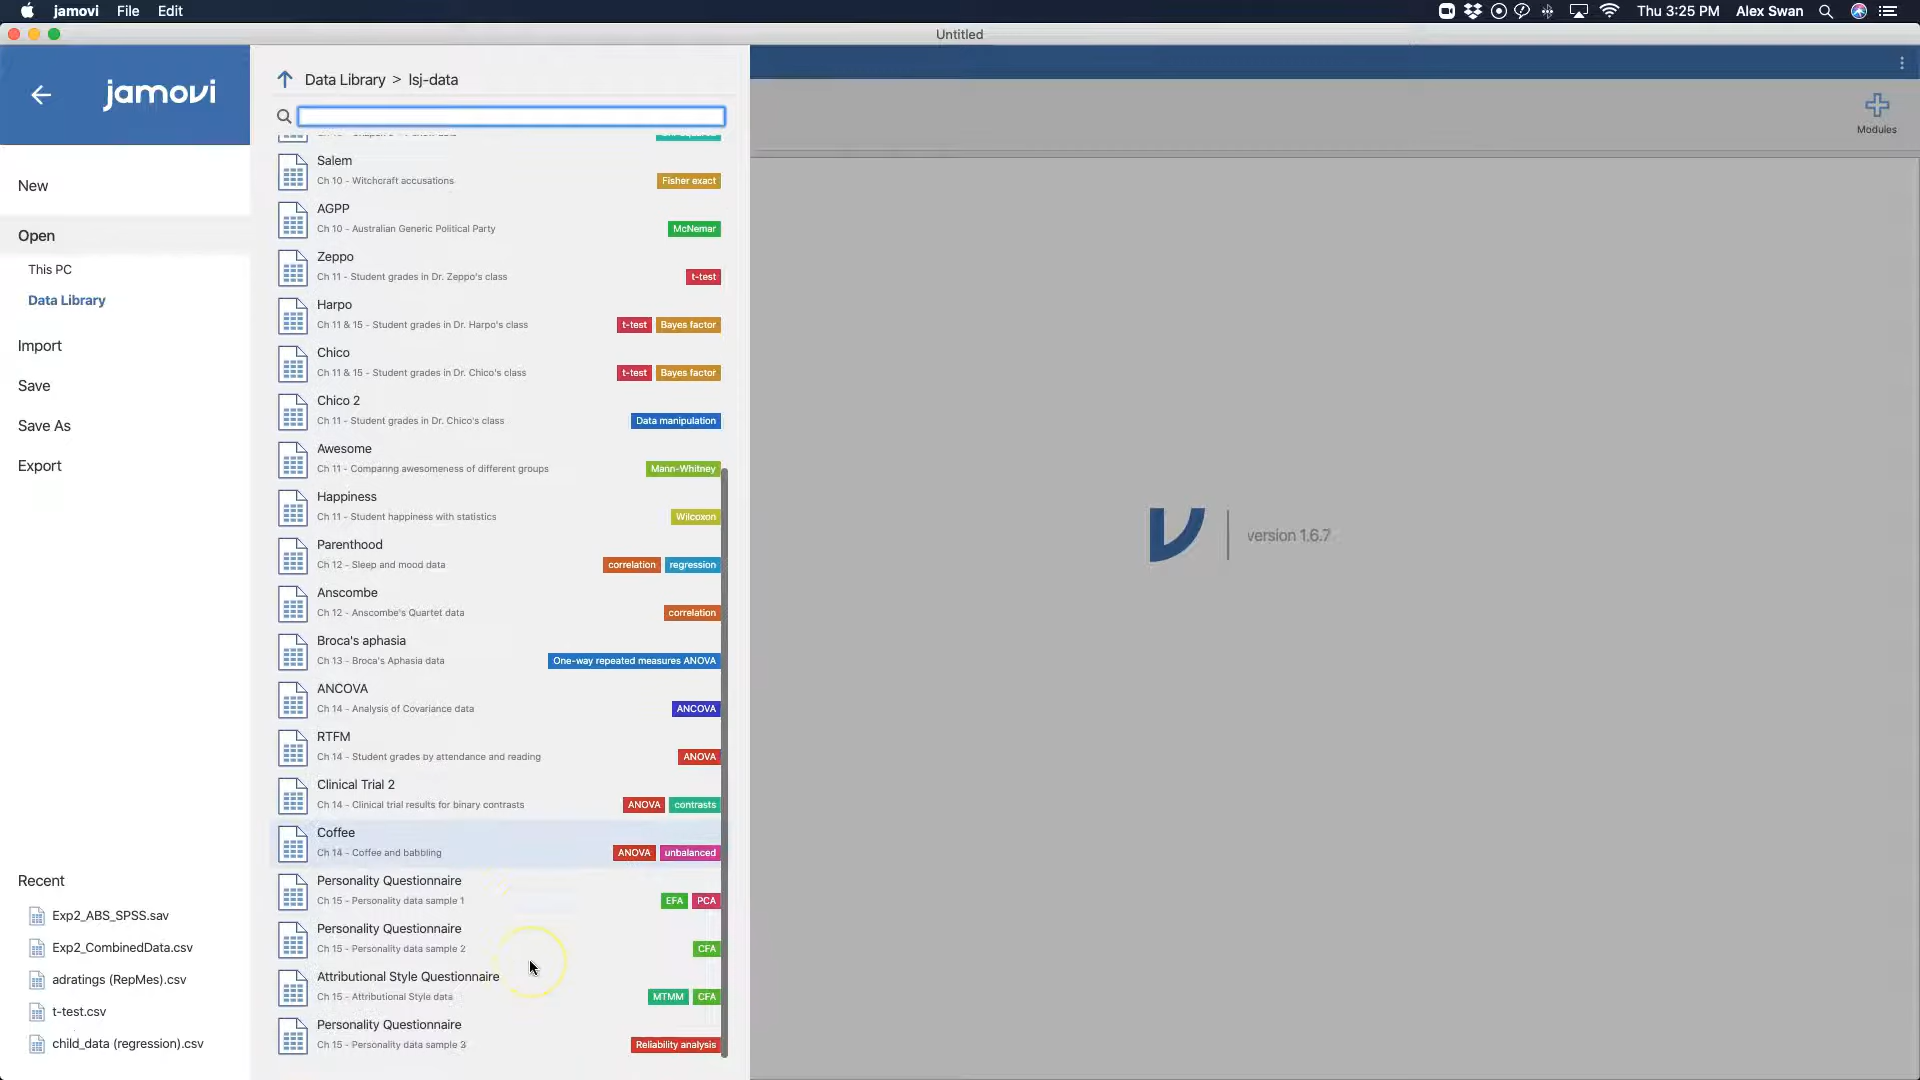 jamovi File Edit Thu 3:25 PM Alex Swan
Untitled
jamovi
Data Library > lsj-data
Modules
New
Open
This PC
Data Library
Import
Save
Save As
Export
Recent
Exp2_ABS_SPSS.sav
Exp2_CombinedData.csv
adratings (RepMes).csv
t-test.csv
child_data (regression).csv
Salem
Ch 10 - Witchcraft accusations Fisher exact
AGPP
Ch 10 - Australian Generic Political Party McNemar
Zeppo
Ch 11 - Student grades in Dr. Zeppo's class t-test
Harpo
Ch 11 & 15 - Student grades in Dr. Harpo's class t-test Bayes factor
Chico
Ch 11 & 15 - Student grades in Dr. Chico's class t-test Bayes factor
Chico 2
Ch 11 - Student grades in Dr. Chico's class Data manipulation
Awesome
Ch 11 - Comparing awesomeness of different groups Mann-Whitney
Happiness
Ch 11 - Student happiness with statistics Wilcoxon
Parenthood
Ch 12 - Sleep and mood data correlation regression
Anscombe
Ch 12 - Anscombe's Quartet data correlation
Broca's aphasia
Ch 13 - Broca's Aphasia data One-way repeated measures ANOVA
ANCOVA
Ch 14 - Analysis of Covariance data ANCOVA
RTFM
Ch 14 - Student grades by attendance and reading ANOVA
Clinical Trial 2
Ch 14 - Clinical trial results for binary contrasts ANOVA contrasts
Coffee
Ch 14 - Coffee and babbling ANOVA unbalanced
Personality Questionnaire
Ch 15 - Personality data sample 1 EFA PCA
Personality Questionnaire
Ch 15 - Personality data sample 2 CFA
Attributional Style Questionnaire
Ch 15 - Attributional Style data MTMM CFA
Personality Questionnaire
Ch 15 - Personality data sample 3 Reliability analysis
version 1.6.7